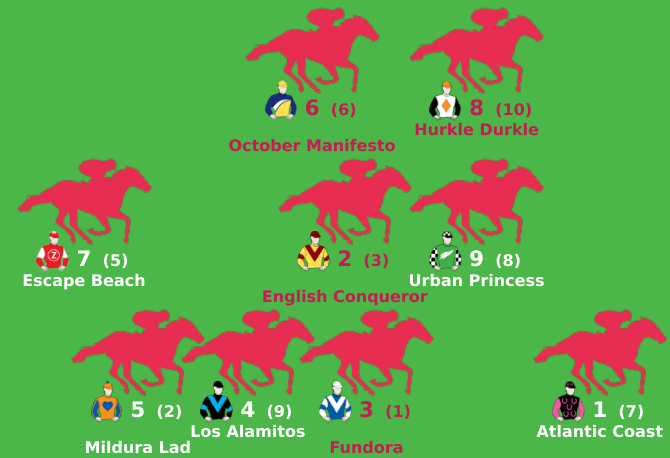 6 (6)
October Manifesto
8 (10)
Hurkle Durkle
7 (5)
Escape Beach
2 (3)
English Conqueror
9 (8)
Urban Princess
5 (2)
Mildura Lad
4 (9)
Los Alamitos
3 (1)
Fundora
1 (7)
Atlantic Coast